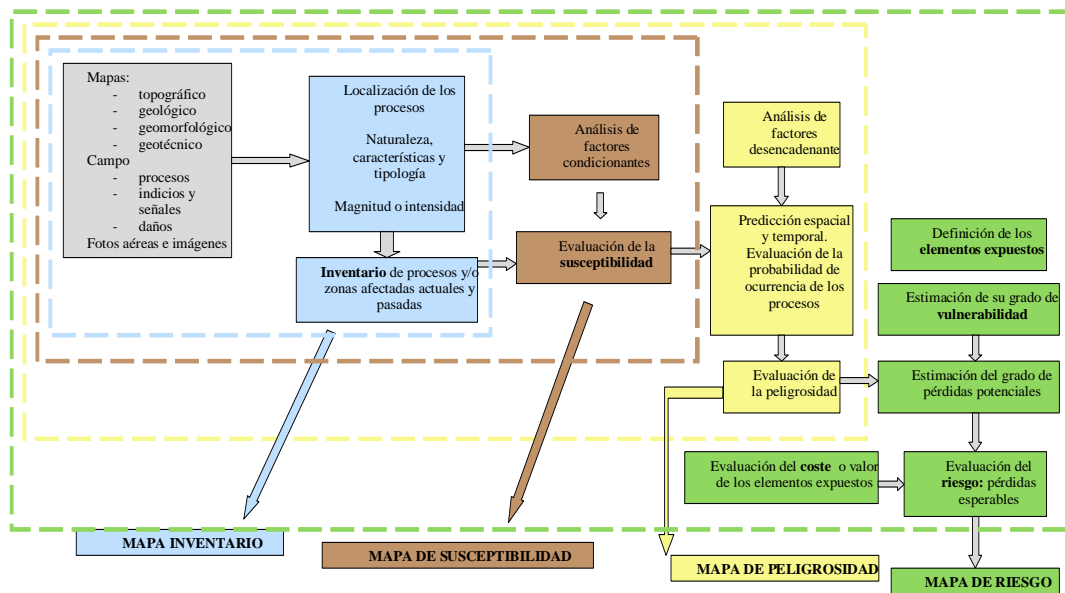 Mapas:
- topográfico
- geológico
- geomorfológico
- geotécnico
Campo
- procesos
- indicios y
señales
- daños
Fotos aéreas e imágenes
Localización de los
procesos
Naturaleza,
características y
tipología
Magnitud o intensidad
Inventario de procesos y/o
zonas afectadas actuales y
pasadas
Análisis de
factores
condicionantes
Evaluación de la
susceptibilidad
Análisis de
factores
desencadenante
Predicción espacial
y temporal.
Evaluación de la
probabilidad de
ocurrencia de los
procesos
Evaluación de
la peligrosidad
Definición de los
elementos expuestos
Estimación de su grado de
vulnerabilidad
Estimación del grado de
pérdidas potenciales
Evaluación del coste o valor
de los elementos expuestos
Evaluación del
riesgo: pérdidas
esperables
MAPA INVENTARIO
MAPA DE SUSCEPTIBILIDAD
MAPA DE PELIGROSIDAD
MAPA DE RIESGO